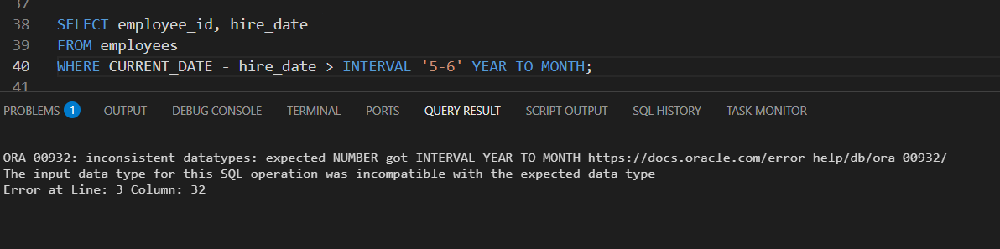 37
38 SELECT employee_id, hire_date
39 FROM employees
40 WHERE CURRENT_DATE - hire_date > INTERVAL '5-6' YEAR TO MONTH;
41
PROBLEMS 1 OUTPUT DEBUG CONSOLE TERMINAL PORTS QUERY RESULT SCRIPT OUTPUT SQL HISTORY TASK MONITOR
ORA-00932: inconsistent datatypes: expected NUMBER got INTERVAL YEAR TO MONTH https://docs.oracle.com/error-help/db/ora-00932/
The input data type for this SQL operation was incompatible with the expected data type
Error at Line: 3 Column: 32